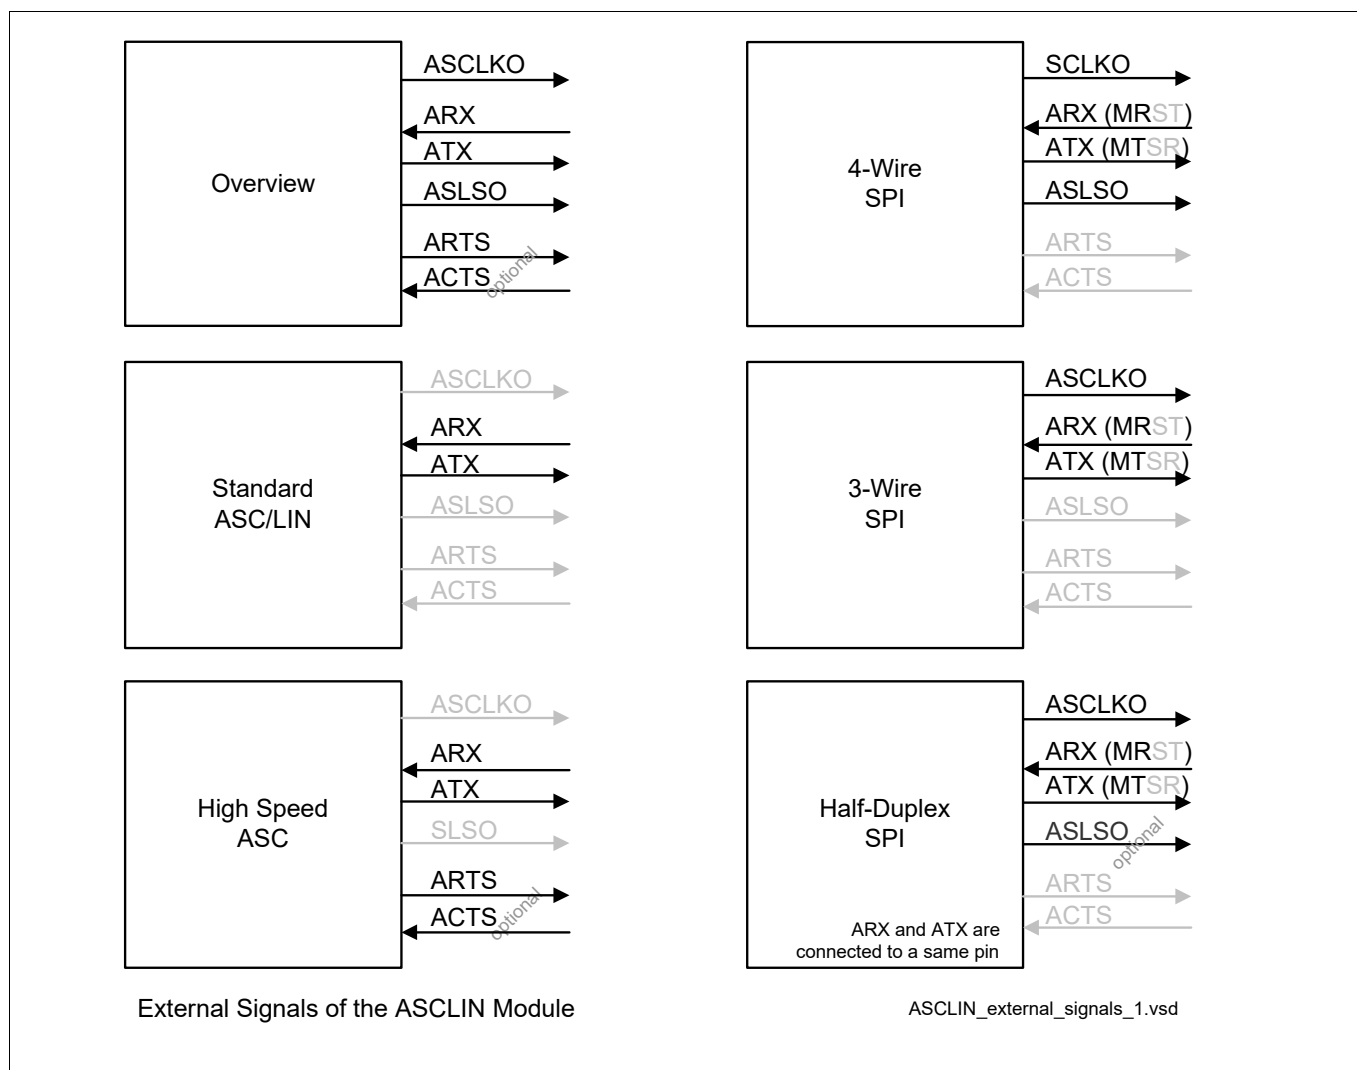 ASCLKO
ARX
ATX
Overview
ASLSO
ARTS
ACTS
optional
SCLKO
ARX (MRST)
ATX (MTSR)
4-Wire
SPI
ASLSO
ARTS
ACTS
ASCLKO
ARX
ATX
Standard
ASC/LIN
ASLSO
ARTS
ACTS
ASCLKO
ARX (MRST)
ATX (MTSR)
3-Wire
SPI
ASLSO
ARTS
ACTS
ASCLKO
ARX
ATX
High Speed
ASC
SLSO
ARTS
ACTS
optional
ASCLKO
ARX (MRST)
ATX (MTSR)
Half-Duplex
SPI
ASLSO
optional
ARTS
ACTS
ARX and ATX are
connected to a same pin
External Signals of the ASCLIN Module
ASCLIN_external_signals_1.vsd